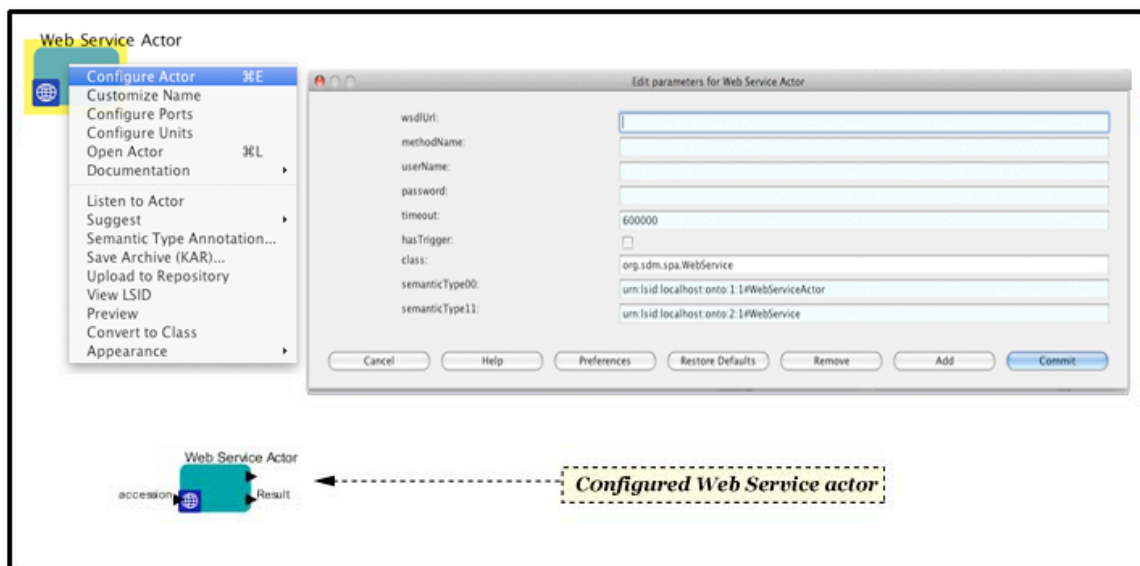 Web Service Actor
Configure Actor ⌘E
Customize Name
Configure Ports
Configure Units
Open Actor ⌘L
Documentation
Listen to Actor
Suggest
Semantic Type Annotation...
Save Archive (KAR)...
Upload to Repository
View LSID
Preview
Convert to Class
Appearance
Edit parameters for Web Service Actor
wsdlUrl:
methodName:
userName:
password:
timeout: 600000
hasTrigger:
class: org.sdm.spa.WebService
semanticType00: urn:lsid:localhost:onto:1:1#WebServiceActor
semanticType11: urn:lsid:localhost:onto:2:1#WebService
Cancel Help Preferences Restore Defaults Remove Add Commit
Web Service Actor
accession Result
Configured Web Service actor